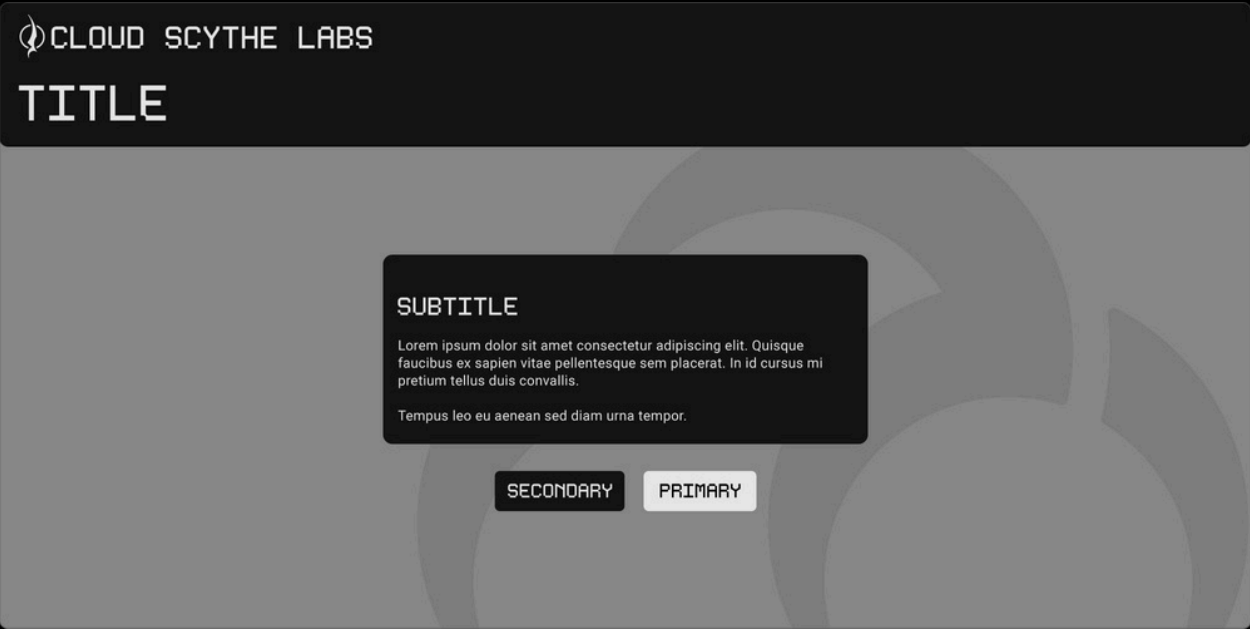 CLOUD SCYTHE LABS
TITLE
SUBTITLE
Lorem ipsum dolor sit amet consectetur adipiscing elit. Quisque
faucibus ex sapien vitae pellentesque sem placerat. In id cursus mi
pretium tellus duis convallis.
Tempus leo eu aenean sed diam urna tempor.
SECONDARY
PRIMARY